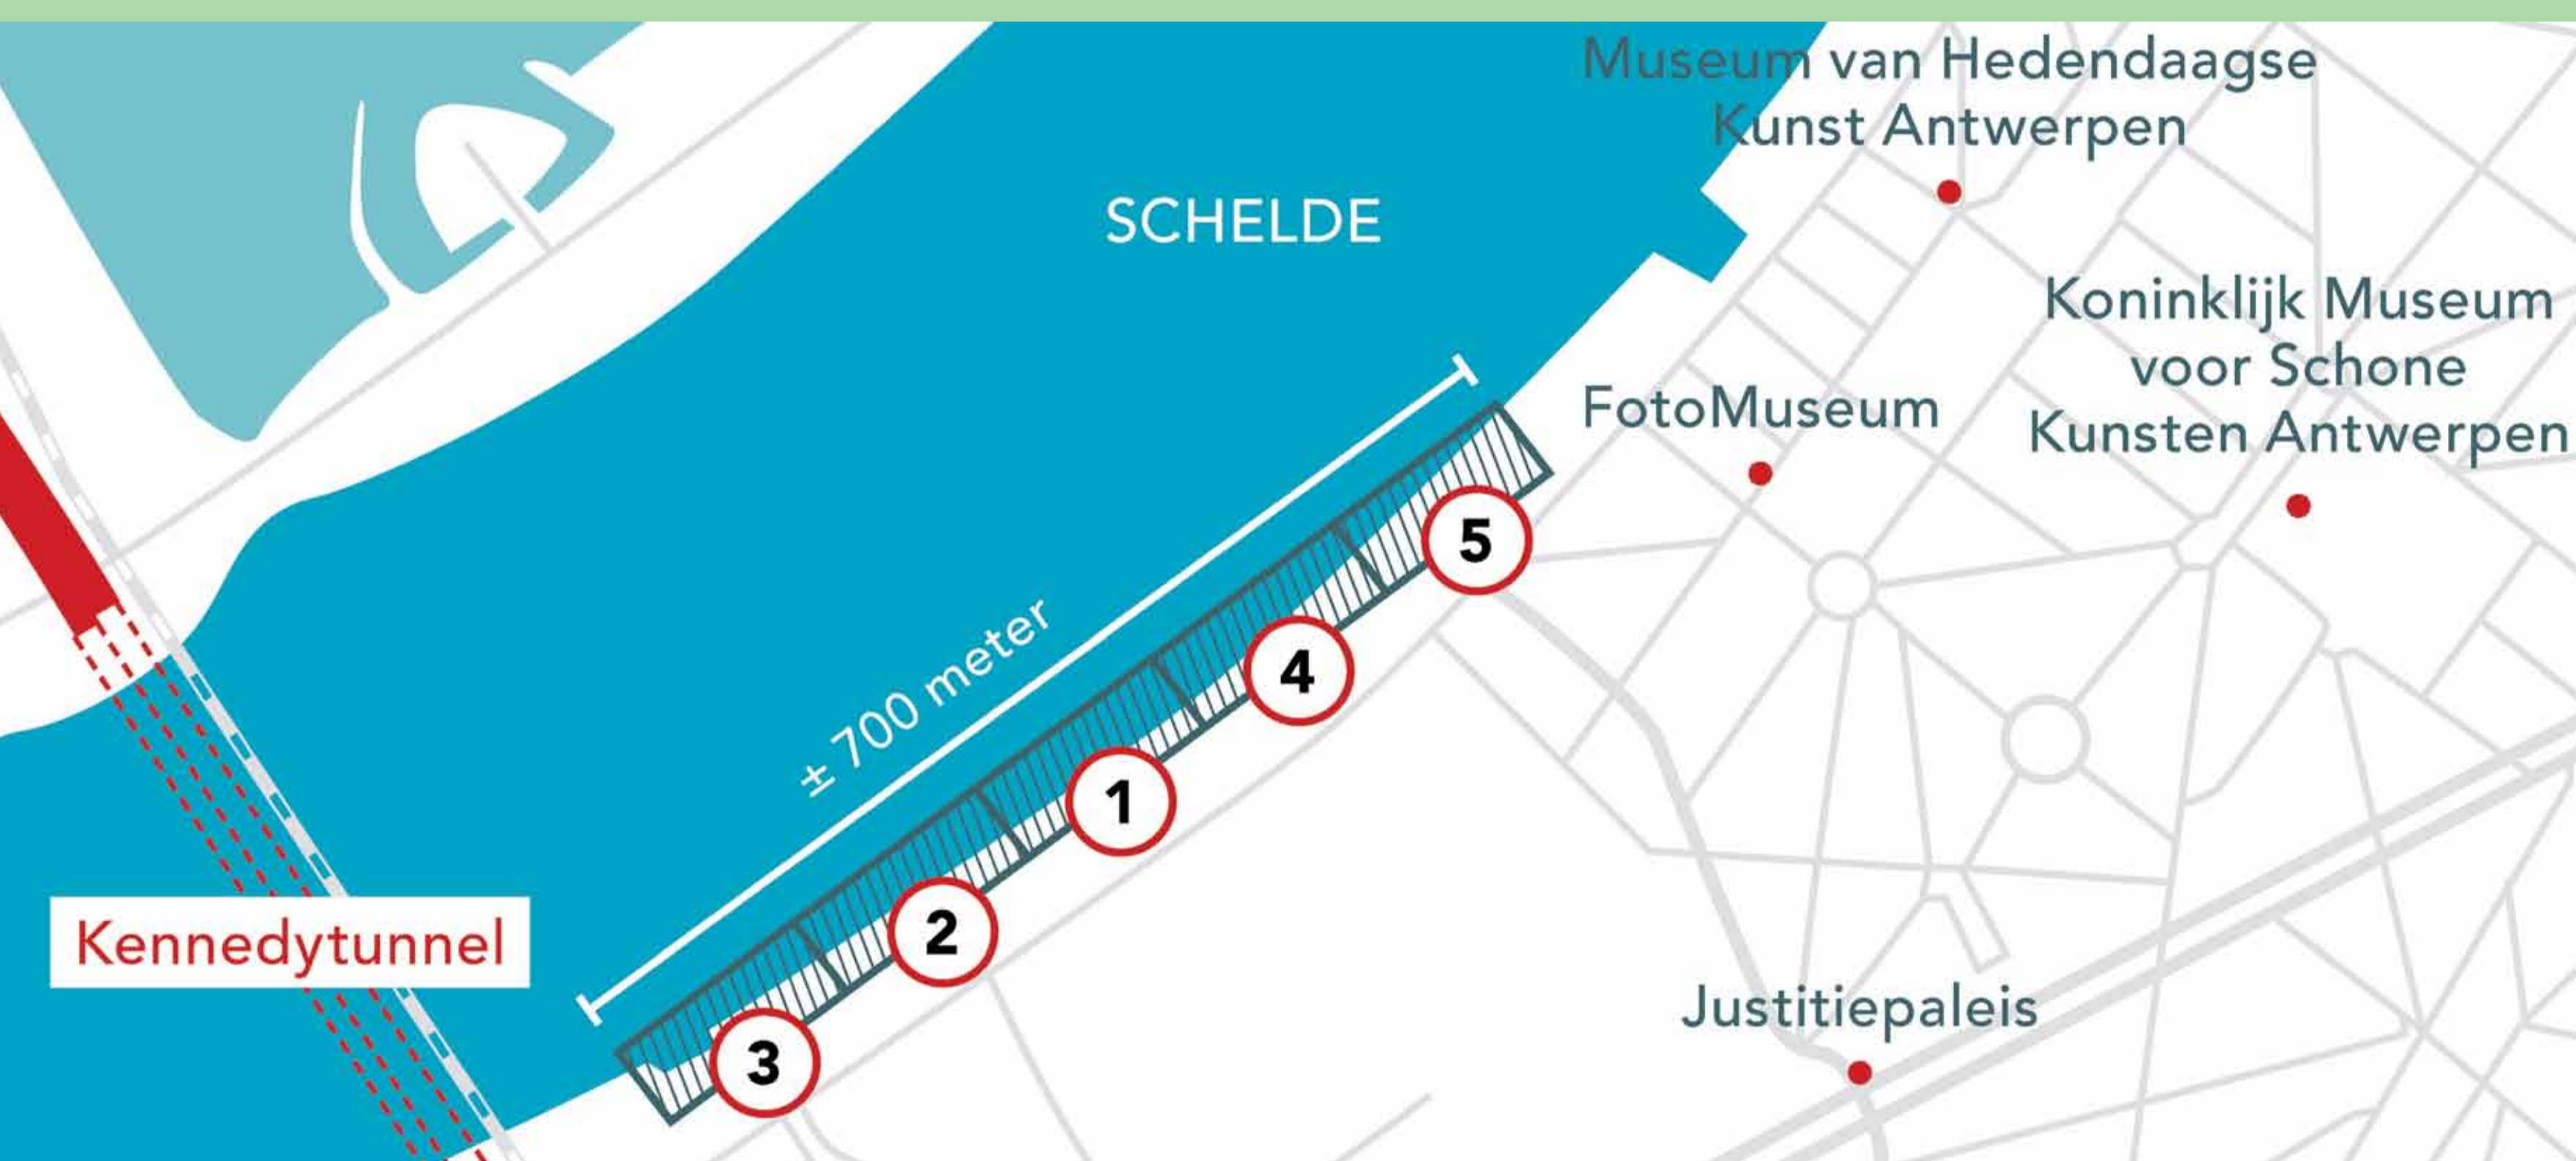 Museum van Hedendaagse
Kunst Antwerpen
SCHELDE
Koninklijk Museum
voor Schone
Kunsten Antwerpen
FotoMuseum
± 700 meter
5
4
1
2
3
Kennedytunnel
Justitiepaleis